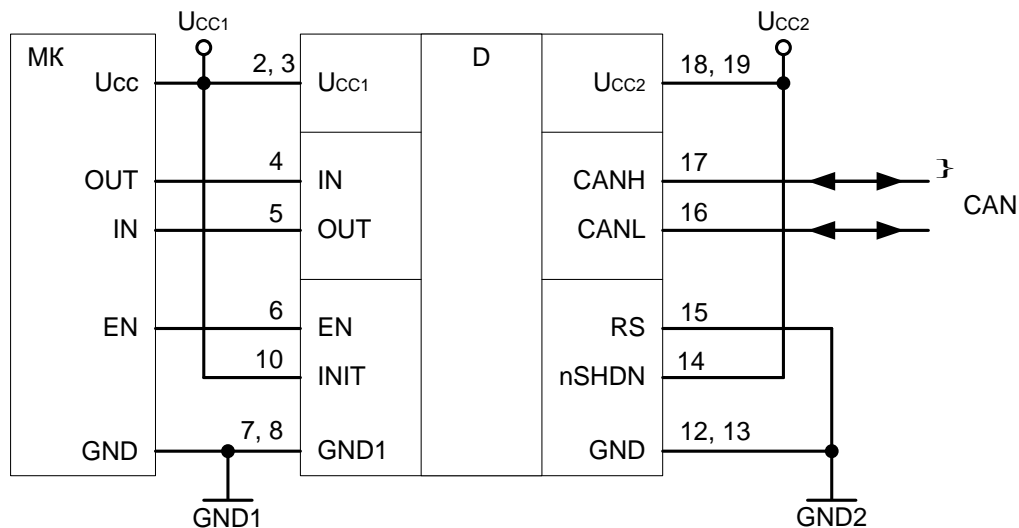 UCC1
UCC2
МК
D
Ucc
2, 3
UCC1
UCC2
18, 19
OUT
4
IN
CANH
17
}
CAN
IN
5
OUT
CANL
16
EN
6
EN
RS
15
10
INIT
nSHDN
14
GND
7, 8
GND1
GND
12, 13
GND1
GND2